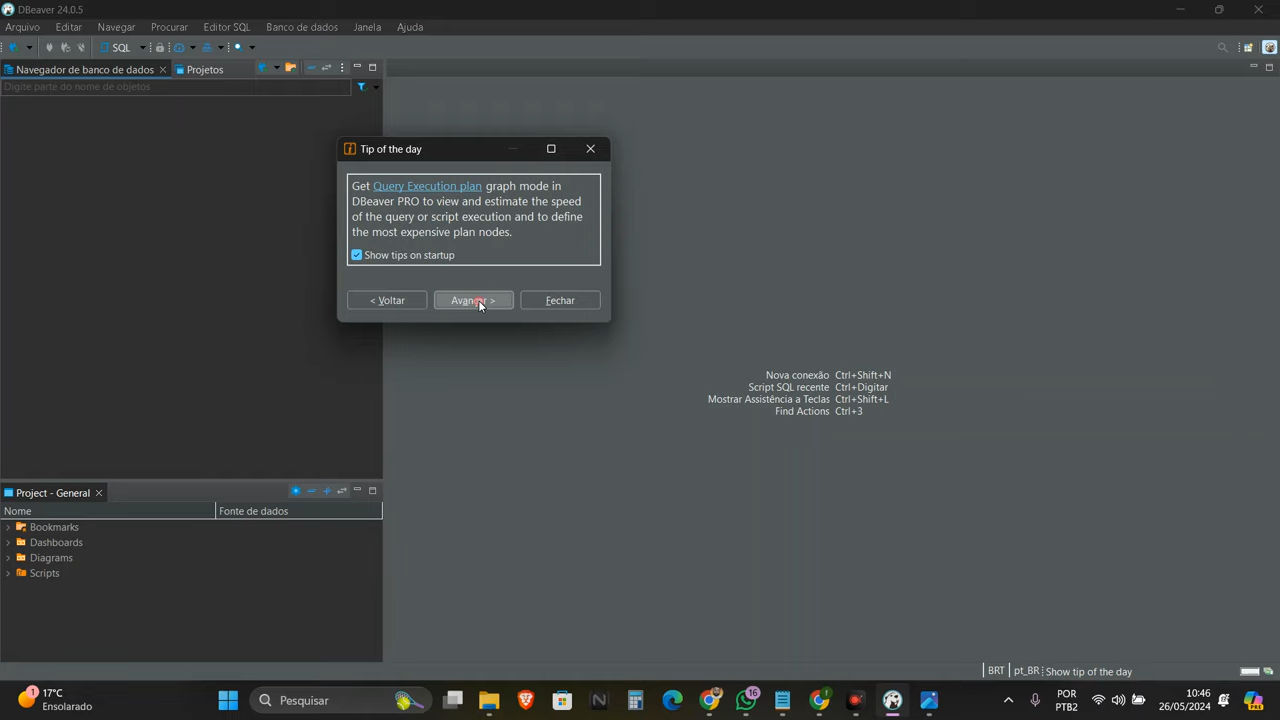 DBeaver 24.0.5
Arquivo Editar Navegar Procurar Editor SQL Banco de dados Janela Ajuda
SQL
Navegador de banco de dados Projetos
Digite parte do nome de objetos
Tip of the day
Get Query Execution plan graph mode in
DBeaver PRO to view and estimate the speed
of the query or script execution and to define
the most expensive plan nodes.
Show tips on startup
< Voltar Avançar > Fechar
Nova conexão Ctrl+Shift+N
Script SQL recente Ctrl+Digitar
Mostrar Assistência a Teclas Ctrl+Shift+L
Find Actions Ctrl+3
Project - General
Nome Fonte de dados
Bookmarks
Dashboards
Diagrams
Scripts
BRT pt_BR Show tip of the day
1
17°C
Ensolarado
Pesquisar
16
POR
PTB2
10:46
26/05/2024